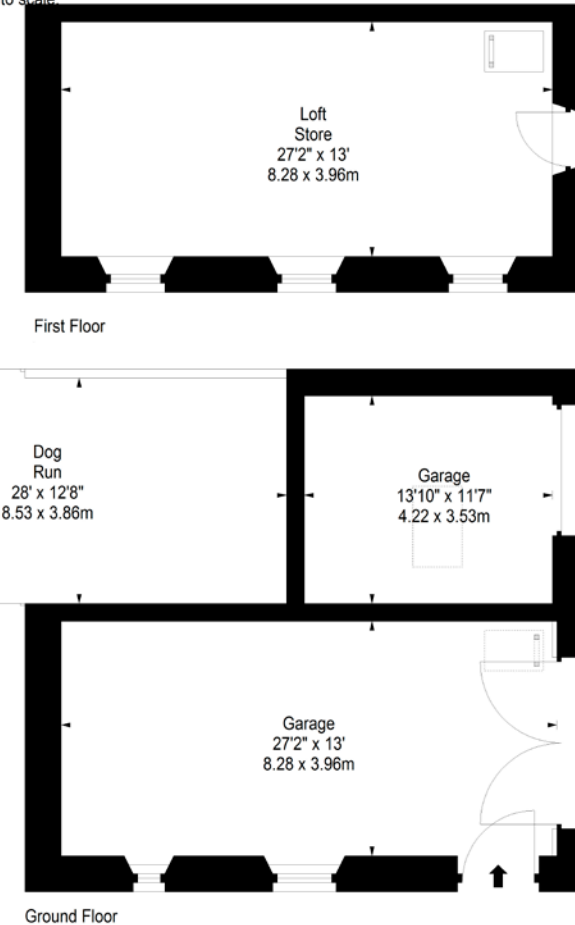 to scale.
Loft
Store
27'2" x 13'
8.28 x 3.96m
First Floor
Dog
Run
28' x 12'8"
8.53 x 3.86m
Garage
13'10" x 11'7"
4.22 x 3.53m
Garage
27'2" x 13'
8.28 x 3.96m
Ground Floor